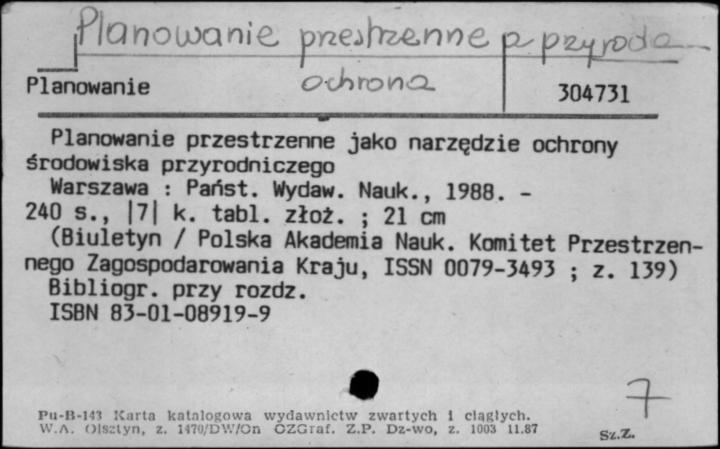 Planowanie przestrzenne a przyroda
ochrona
Planowanie
304731
Planowanie przestrzenne jako narzędzie ochrony
środowiska przyrodniczego
Warszawa : Państ. Wydaw. Nauk., 1988. -
240 s., |7| k. tabl. złoż. ; 21 cm
(Biuletyn / Polska Akademia Nauk. Komitet Przestrzen-
nego Zagospodarowania Kraju, ISSN 0079-3493 ; z. 139)
Bibliogr. przy rozdz.
ISBN 83-01-08919-9
7
Pu-B-143 Karta katalogowa wydawnictw zwartych i ciągłych.
W.A. Olsztyn, z. 1470/DW/On OZGraf. Z.P. Dz-wo, z. 1003 11.87
Sz.Z.